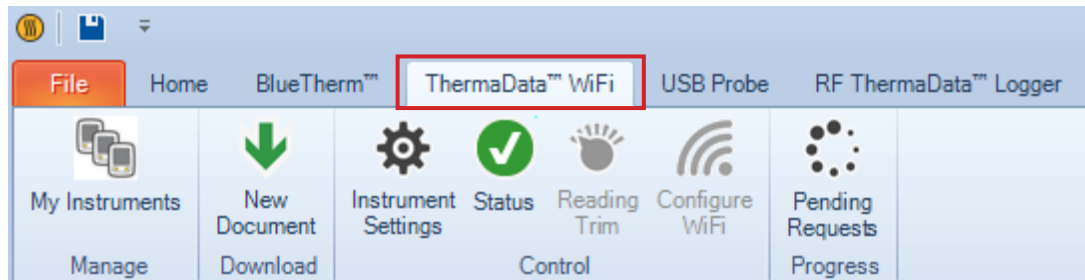 File Home BlueTherm™ ThermaData™ WiFi USB Probe RF ThermaData™ Logger
My Instruments New Instrument Status Reading Configure Pending
Document Settings Trim WiFi Requests
Manage Download Control Progress